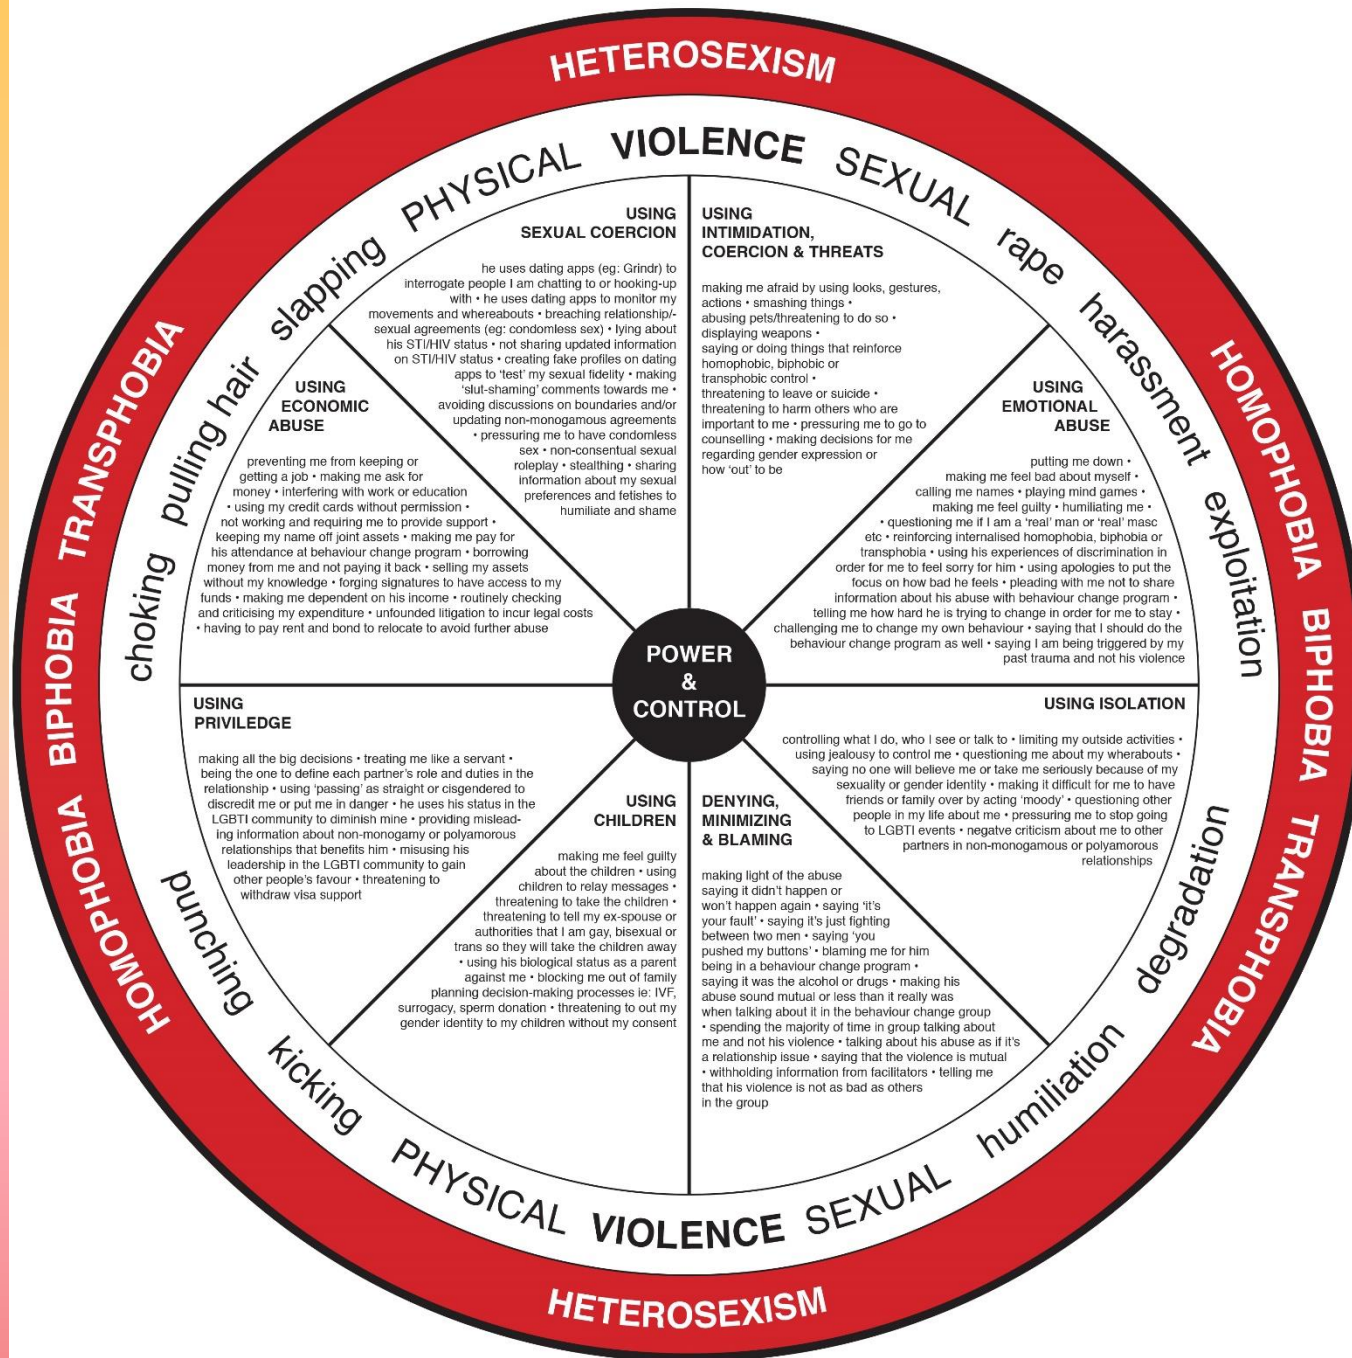 HETEROSEXISM
HOMOPHOBIA BIPHOBIA TRANSPHOBIA
HETEROSEXISM
HOMOPHOBIA BIPHOBIA TRANSPHOBIA
PHYSICAL VIOLENCE SEXUAL
rape harassment exploitation
degradation humiliation
PHYSICAL VIOLENCE SEXUAL
kicking punching
choking pulling hair slapping
USING
SEXUAL COERCION
he uses dating apps (eg: Grindr) to
interrogate people I am chatting to or hooking-up
with • he uses dating apps to monitor my
movements and whereabouts • breaching relationship/-
sexual agreements (eg: condomless sex) • lying about
his STI/HIV status • not sharing updated information
on STI/HIV status • creating fake profiles on dating
apps to ‘test’ my sexual fidelity • making
‘slut-shaming’ comments towards me •
avoiding discussions on boundaries and/or
updating non-monogamous agreements
• pressuring me to have condomless
sex • non-consentual sexual
roleplay • stealthing • sharing
information about my sexual
preferences and fetishes to
humiliate and shame
USING
INTIMIDATION,
COERCION & THREATS
making me afraid by using looks, gestures,
actions • smashing things •
abusing pets/threatening to do so •
displaying weapons •
saying or doing things that reinforce
homophobic, biphobic or
transphobic control •
threatening to leave or suicide •
threatening to harm others who are
important to me • pressuring me to go to
counselling • making decisions for me
regarding gender expression or
how ‘out’ to be
USING
EMOTIONAL
ABUSE
putting me down •
making me feel bad about myself •
calling me names • playing mind games •
making me feel guilty • humiliating me •
• questioning me if I am a ‘real’ man or ‘real’ masc
etc • reinforcing internalised homophobia, biphobia or
transphobia • using his experiences of discrimination in
order for me to feel sorry for him • using apologies to put the
focus on how bad he feels • pleading with me not to share
information about his abuse with behaviour change program •
telling me how hard he is trying to change in order for me to stay •
challenging me to change my own behaviour • saying that I should do the
behaviour change program as well • saying I am being triggered by my
past trauma and not his violence
USING ISOLATION
controlling what I do, who I see or talk to • limiting my outside activities •
using jealousy to control me • questioning me about my wherabouts •
saying no one will believe me or take me seriously because of my
sexuality or gender identity • making it difficult for me to have
friends or family over by acting ‘moody’ • questioning other
people in my life about me • pressuring me to stop going
to LGBTI events • negatve criticism about me to other
partners in non-monogamous or polyamorous
relationships
DENYING,
MINIMIZING
& BLAMING
making light of the abuse
saying it didn’t happen or
won’t happen again • saying ‘it’s
your fault’ • saying it’s just fighting
between two men • saying ‘you
pushed my buttons’ • blaming me for him
being in a behaviour change program •
saying it was the alcohol or drugs • making his
abuse sound mutual or less than it really was
when talking about it in the behaviour change group
• spending the majority of time in group talking about
me and not his violence • talking about his abuse as if it’s
a relationship issue • saying that the violence is mutual
• withholding information from facilitators • telling me
that his violence is not as bad as others
in the group
USING
CHILDREN
making me feel guilty
about the children • using
children to relay messages •
threatening to take the children •
threatening to tell my ex-spouse or
authorities that I am gay, bisexual or
trans so they will take the children away
• using his biological status as a parent
against me • blocking me out of family
planning decision-making processes ie: IVF,
surrogacy, sperm donation • threatening to out my
gender identity to my children without my consent
USING
PRIVILEDGE
making all the big decisions • treating me like a servant •
being the one to define each partner’s role and duties in the
relationship • using ‘passing’ as straight or cisgendered to
discredit me or put me in danger • he uses his status in the
LGBTI community to diminish mine • providing mislead-
ing information about non-monogamy or polyamorous
relationships that benefits him • misusing his
leadership in the LGBTI community to gain
other people’s favour • threatening to
withdraw visa support
USING
ECONOMIC
ABUSE
preventing me from keeping or
getting a job • making me ask for
money • interfering with work or education
• using my credit cards without permission •
not working and requiring me to provide support •
keeping my name off joint assets • making me pay for
his attendance at behaviour change program • borrowing
money from me and not paying it back • selling my assets
without my knowledge • forging signatures to have access to my
funds • making me dependent on his income • routinely checking
and criticising my expenditure • unfounded litigation to incur legal costs
• having to pay rent and bond to relocate to avoid further abuse
POWER
&
CONTROL